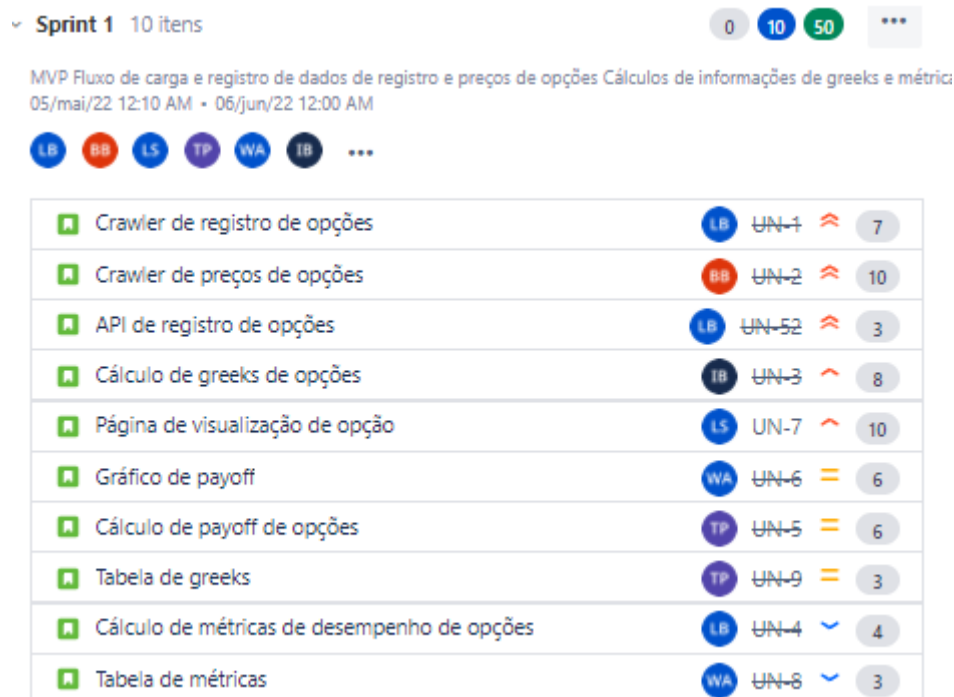 Sprint 1 10 itens 0 10 50 •••
MVP Fluxo de carga e registro de dados de registro e preços de opções Cálculos de informações de greeks e métrica
05/mai/22 12:10 AM • 06/jun/22 12:00 AM
LB BB LS TP WA IB •••
Crawler de registro de opções LB UN-1 7
Crawler de preços de opções BB UN-2 10
API de registro de opções LB UN-52 3
Cálculo de greeks de opções IB UN-3 8
Página de visualização de opção LS UN-7 10
Gráfico de payoff WA UN-6 6
Cálculo de payoff de opções TP UN-5 6
Tabela de greeks TP UN-9 3
Cálculo de métricas de desempenho de opções LB UN-4 4
Tabela de métricas WA UN-8 3